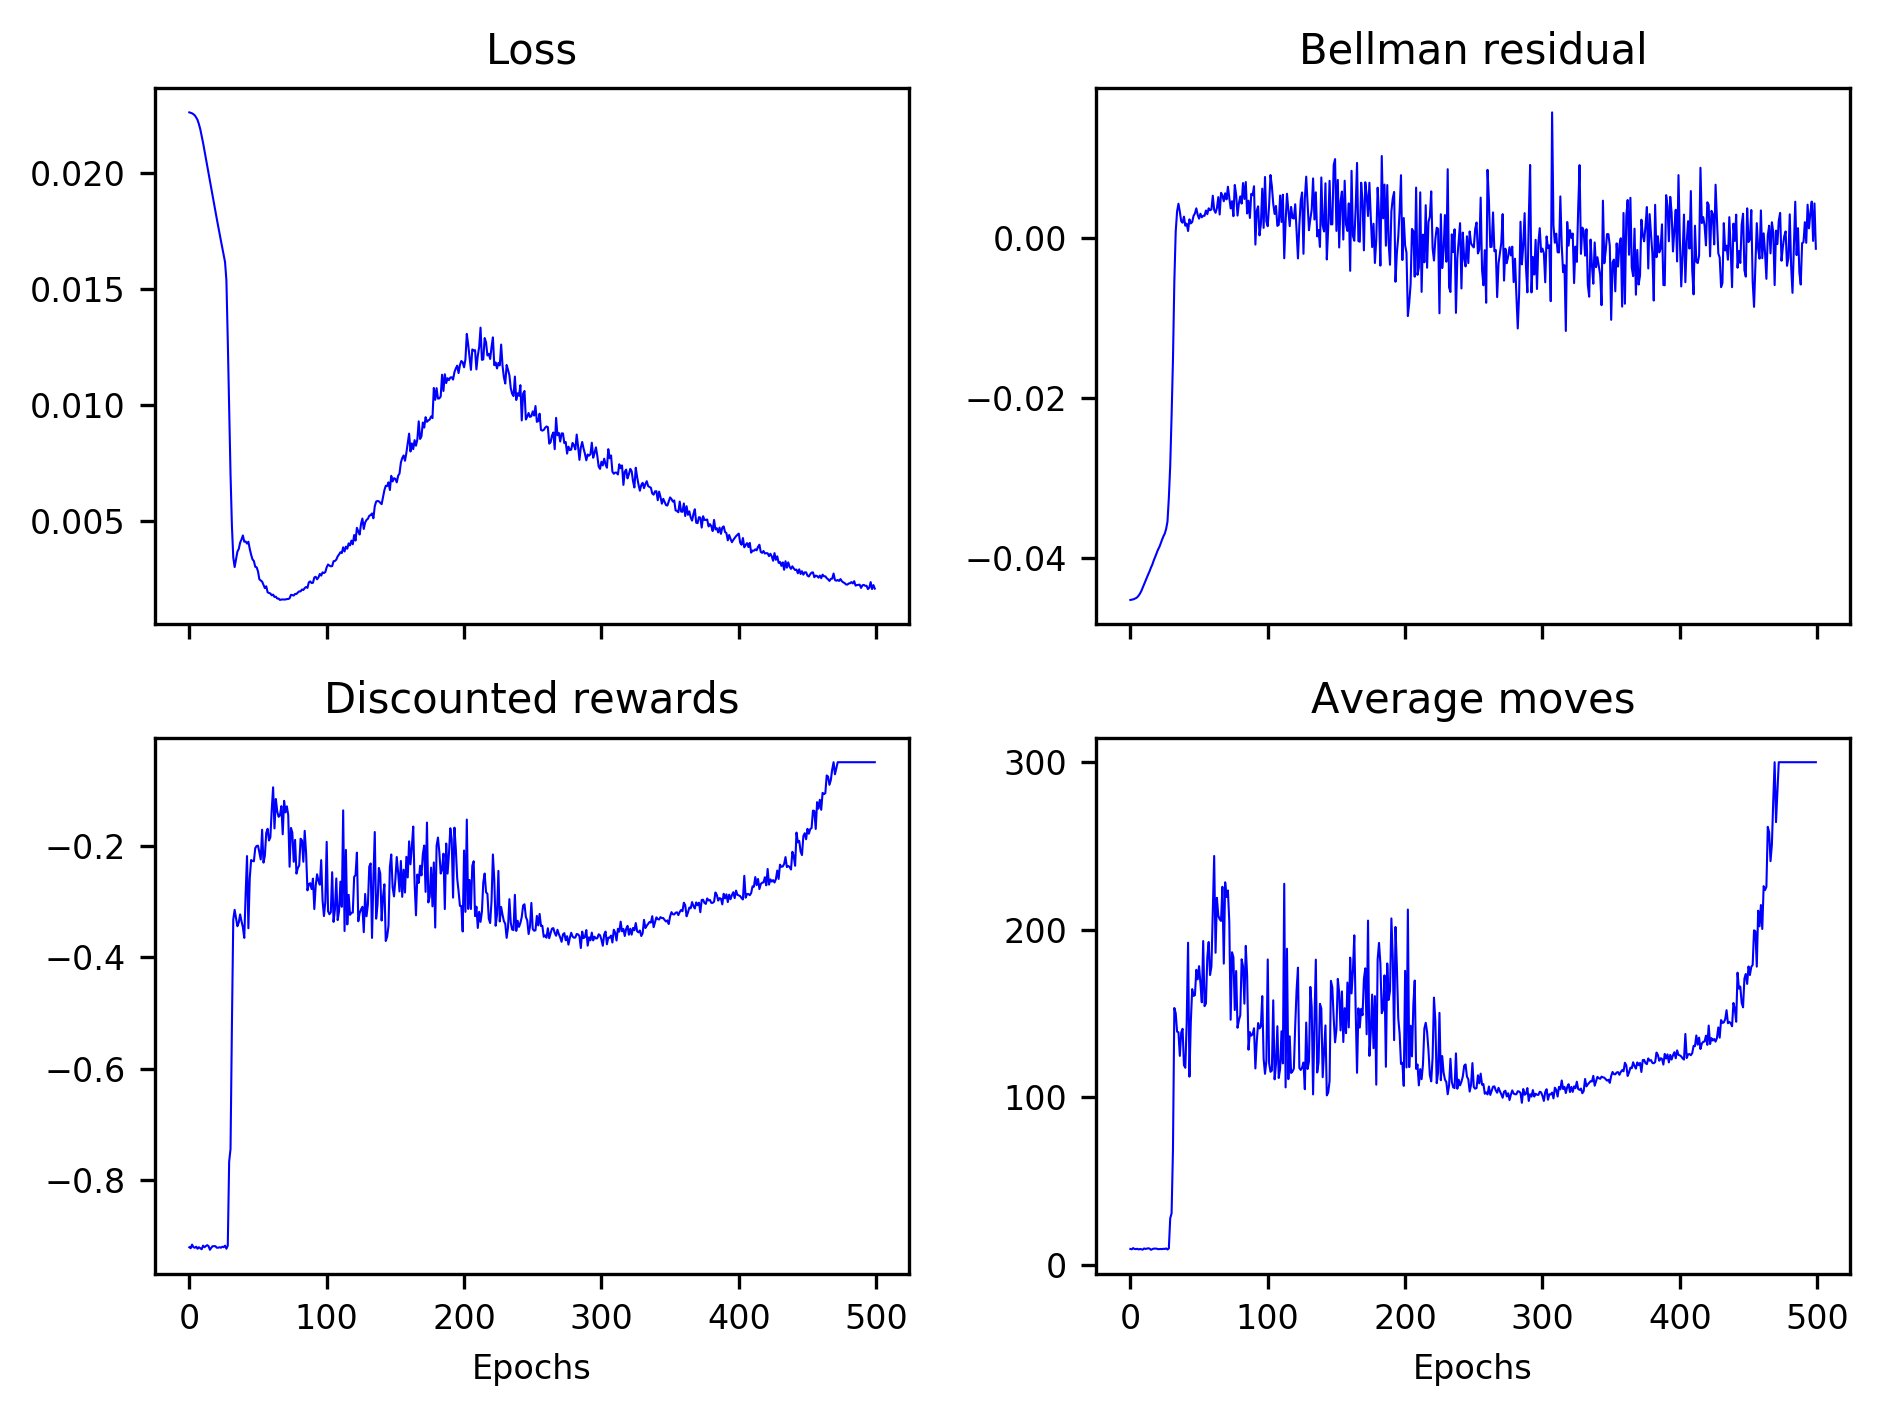 Loss
0.020
0.015
0.010
0.005
Bellman residual
0.00
−0.02
−0.04
Discounted rewards
−0.2
−0.4
−0.6
−0.8
0 100 200 300 400 500
Epochs
Average moves
300
200
100
0
0 100 200 300 400 500
Epochs